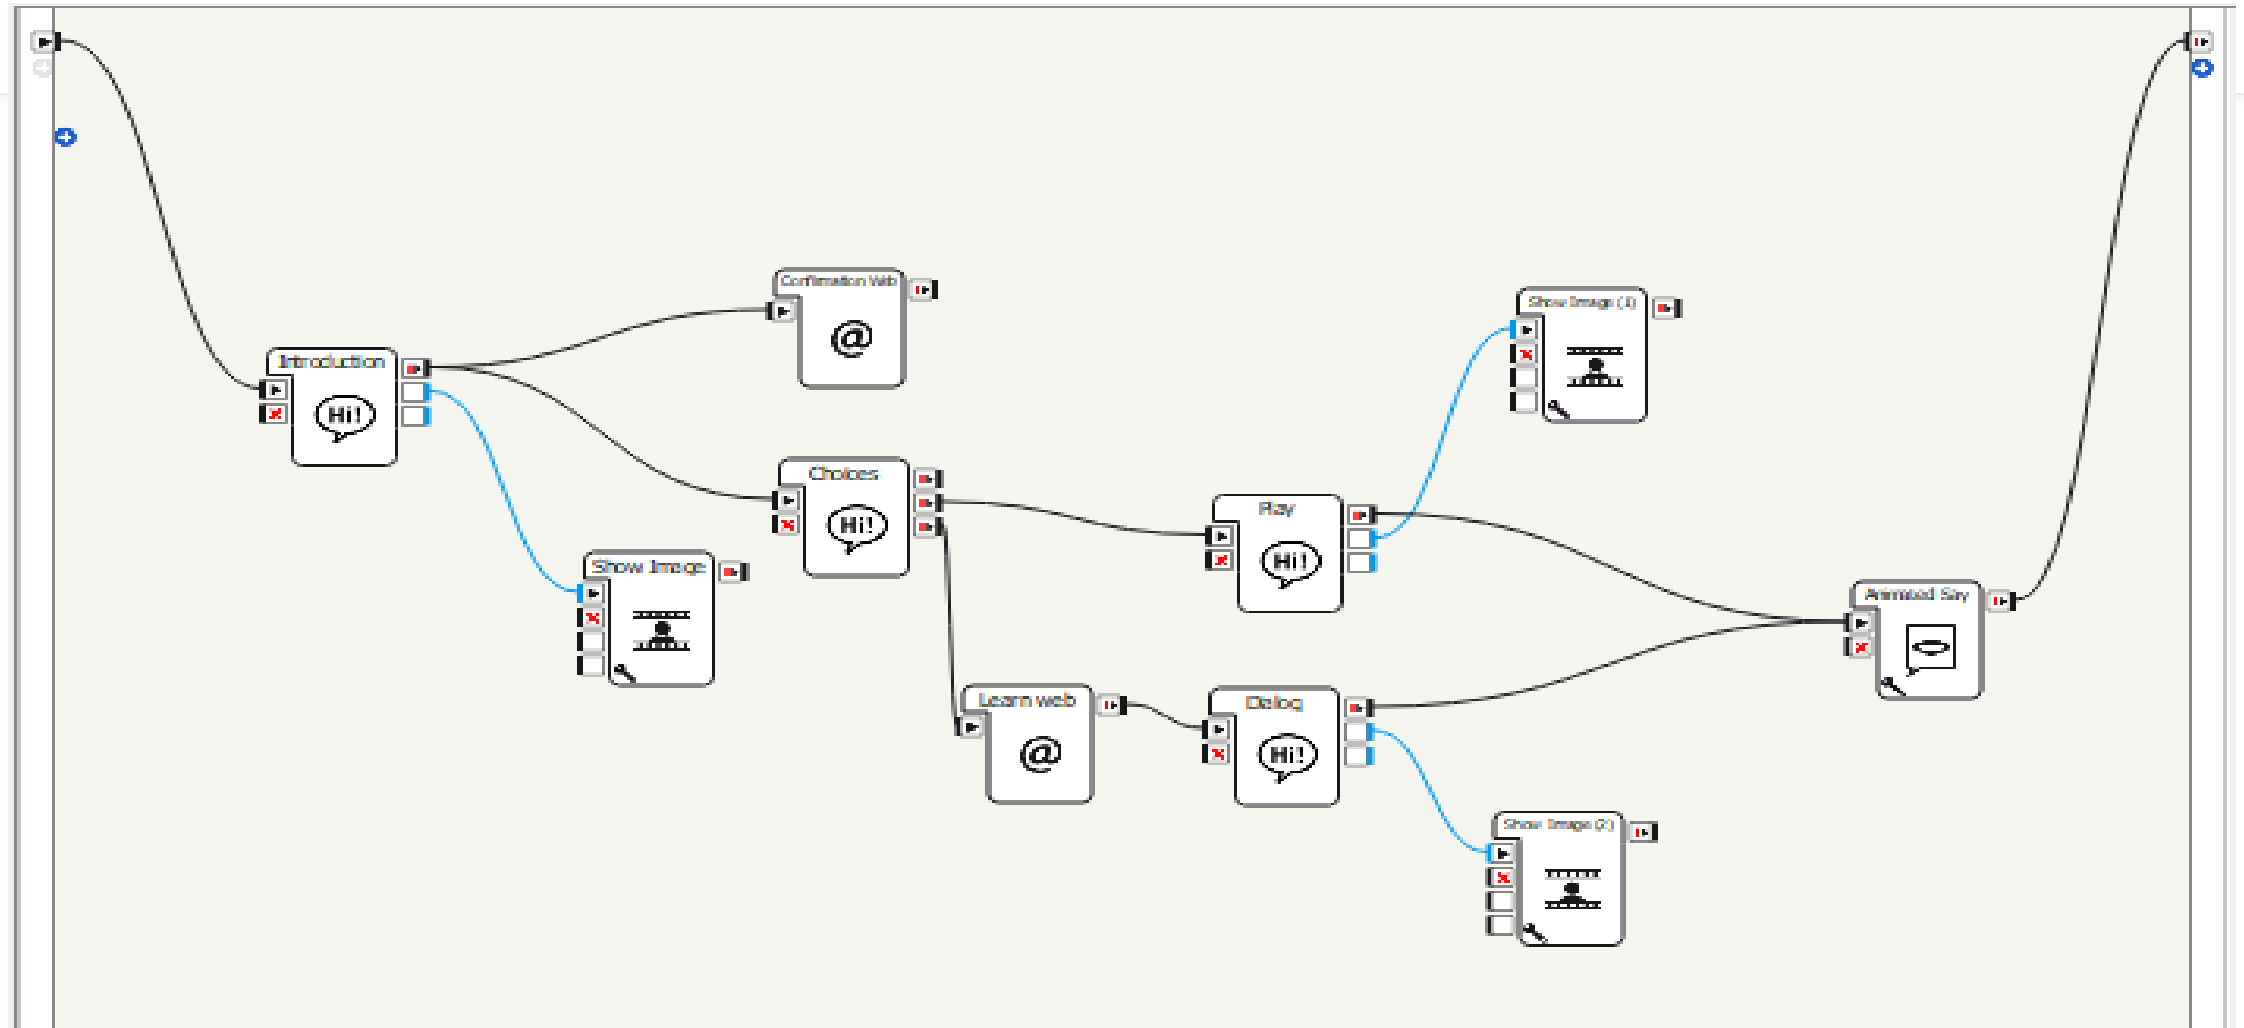 Confirmation Web
@
Show Image (1)
Introduction
Hi!
Choices
Hi!
Play
Hi!
Show Image
Animated Say
Learn web
@
Dialog
Hi!
Show Image (2)